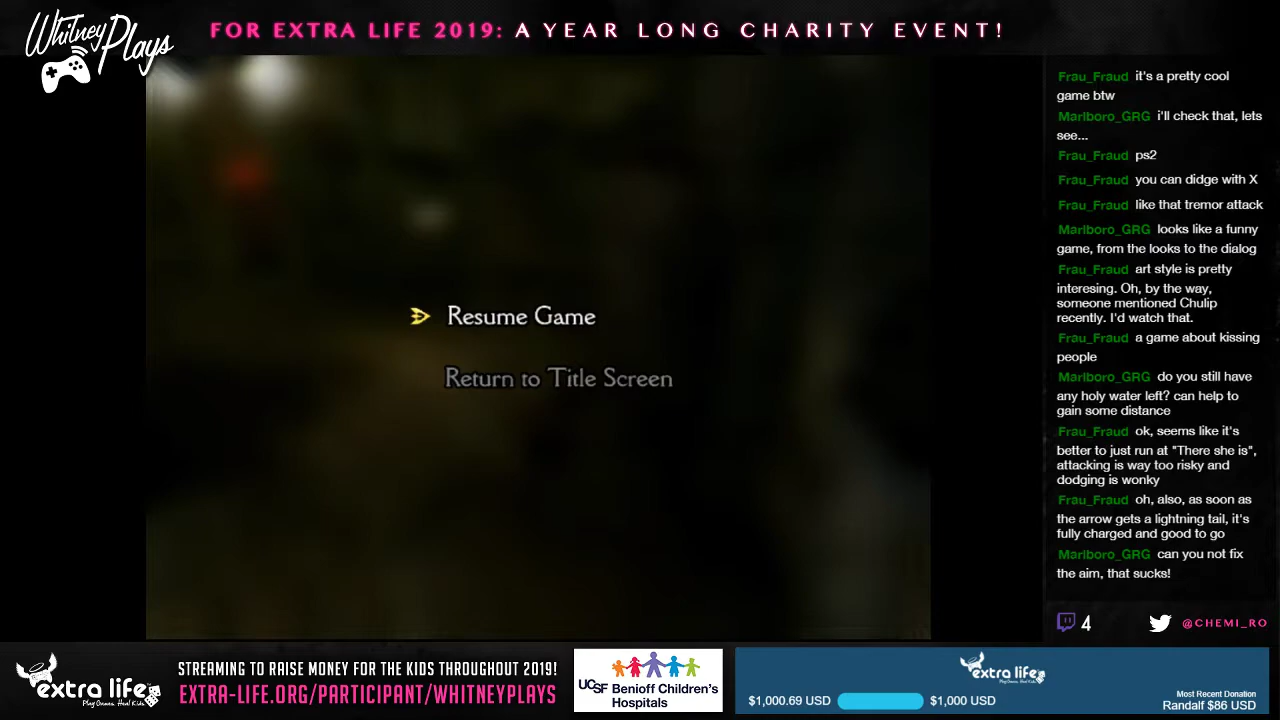 Whitney Plays
FOR EXTRA LIFE 2019: A YEAR LONG CHARITY EVENT!
Resume Game
Return to Title Screen
Frau_Fraud it's a pretty cool
game btw
Marlboro_GRG i'll check that, lets
see...
Frau_Fraud ps2
Frau_Fraud you can didge with X
Frau_Fraud like that tremor attack
Marlboro_GRG looks like a funny
game, from the looks to the dialog
Frau_Fraud art style is pretty
interesing. Oh, by the way,
someone mentioned Chulip
recently. I'd watch that.
Frau_Fraud a game about kissing
people
Marlboro_GRG do you still have
any holy water left? can help to
gain some distance
Frau_Fraud ok, seems like it's
better to just run at "There she is",
attacking is way too risky and
dodging is wonky
Frau_Fraud oh, also, as soon as
the arrow gets a lightning tail, it's
fully charged and good to go
Marlboro_GRG can you not fix
the aim, that sucks!
4
@CHEMI_RO
extra life
Play Games. Heal Kids.
STREAMING TO RAISE MONEY FOR THE KIDS THROUGHOUT 2019!
EXTRA-LIFE.ORG/PARTICIPANT/WHITNEYPLAYS
UCSF Benioff Children's
Hospitals
extra life
Play Games. Heal Kids.
$1,000.69 USD
$1,000 USD
Most Recent Donation
Randalf $86 USD